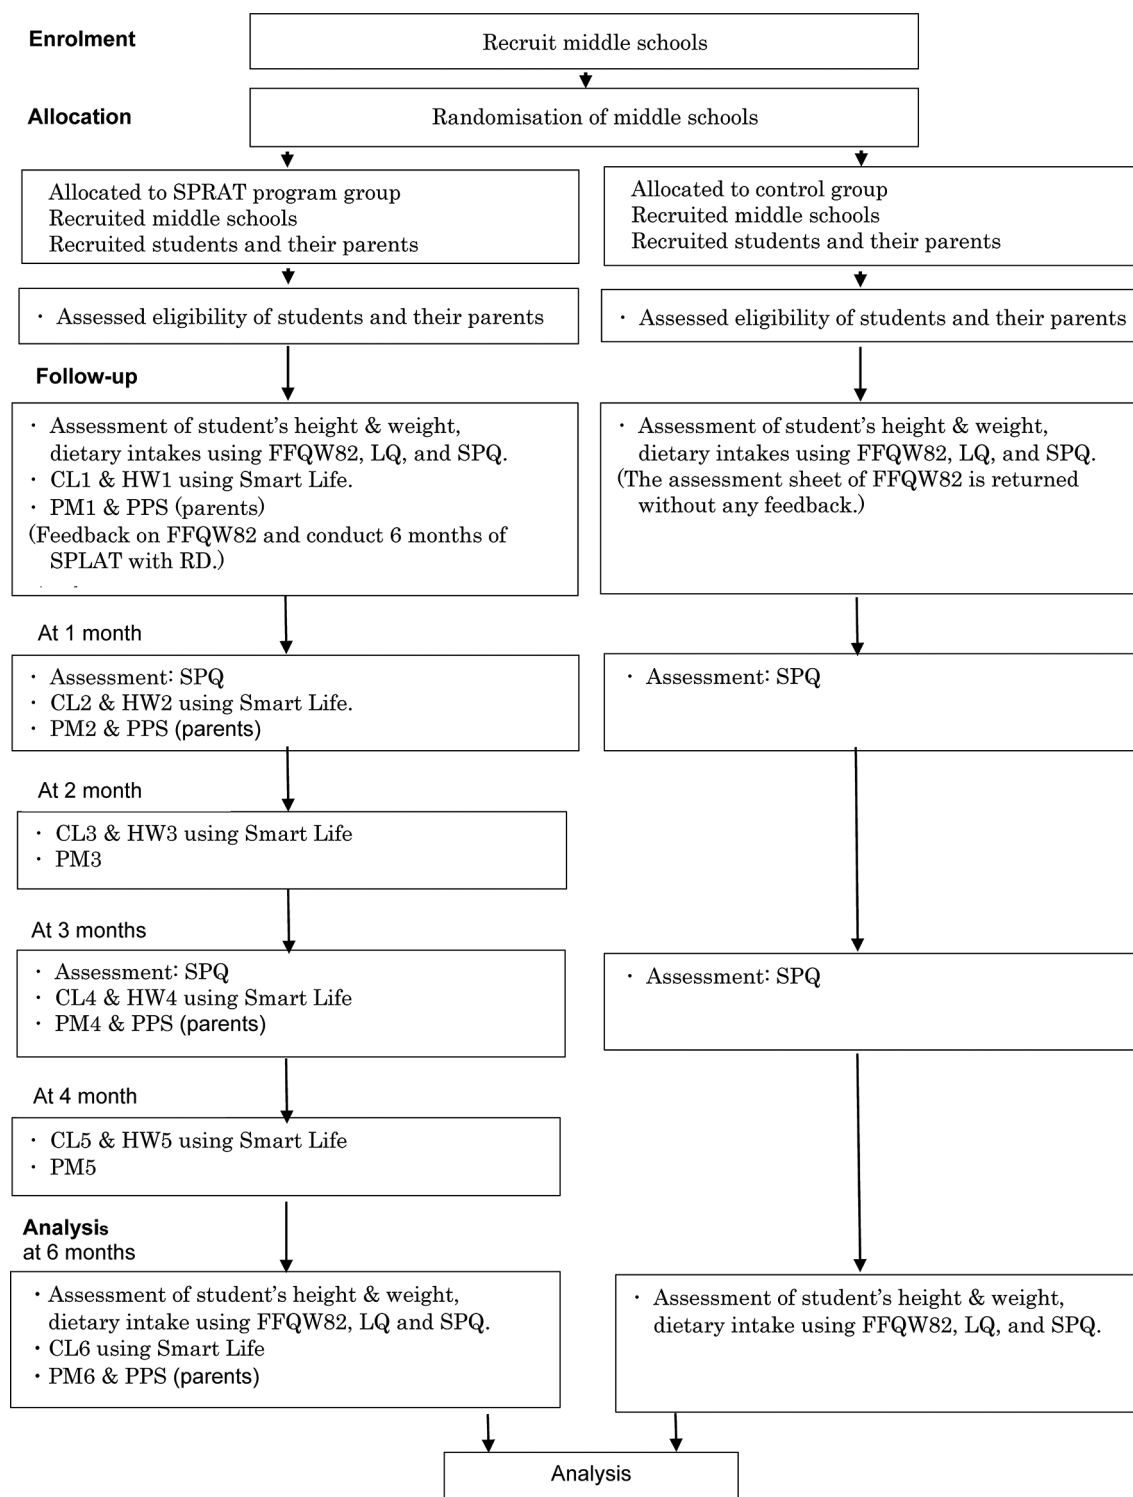 Enrolment
Recruit middle schools
Allocation
Randomisation of middle schools
Allocated to SPRAT program group
Recruited middle schools
Recruited students and their parents
Allocated to control group
Recruited middle schools
Recruited students and their parents
・ Assessed eligibility of students and their parents
・ Assessed eligibility of students and their parents
Follow-up
・ Assessment of student’s height & weight,
dietary intakes using FFQW82, LQ, and SPQ.
・ CL1 & HW1 using Smart Life.
・ PM1 & PPS (parents)
(Feedback on FFQW82 and conduct 6 months of
SPLAT with RD.)
・ Assessment of student’s height & weight,
dietary intakes using FFQW82, LQ, and SPQ.
(The assessment sheet of FFQW82 is returned
without any feedback.)
At 1 month
・ Assessment: SPQ
・ CL2 & HW2 using Smart Life.
・ PM2 & PPS (parents)
・ Assessment: SPQ
At 2 month
・ CL3 & HW3 using Smart Life
・ PM3
At 3 months
・ Assessment: SPQ
・ CL4 & HW4 using Smart Life
・ PM4 & PPS (parents)
・ Assessment: SPQ
At 4 month
・ CL5 & HW5 using Smart Life
・ PM5
Analysis
at 6 months
・Assessment of student’s height & weight,
dietary intake using FFQW82, LQ and SPQ.
・CL6 using Smart Life
・PM6 & PPS (parents)
・ Assessment of student’s height & weight,
dietary intake using FFQW82, LQ, and SPQ.
Analysis